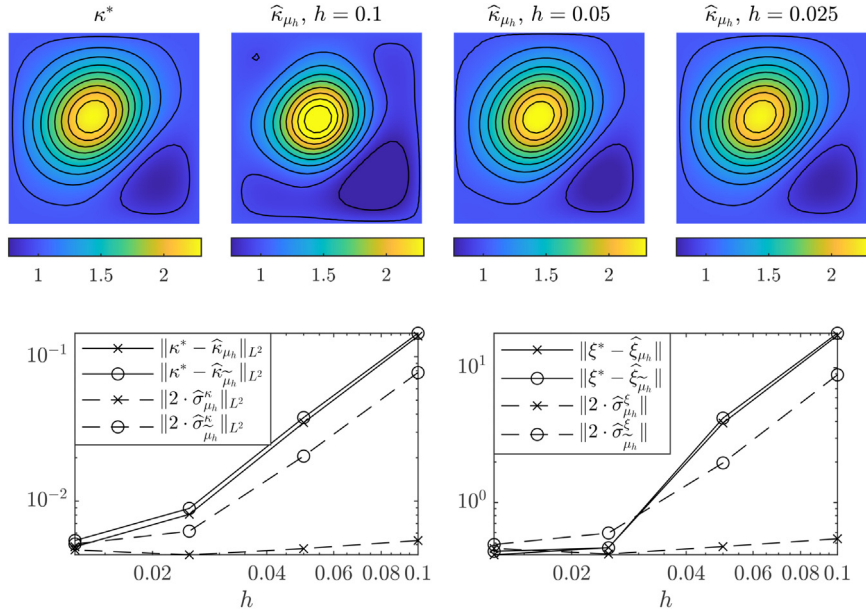 κ* κ̂_{μ_h}, h = 0.1 κ̂_{μ_h}, h = 0.05 κ̂_{μ_h}, h = 0.025
1 1.5 2 1 1.5 2 1 1.5 2 1 1.5 2
10^{-1}
10^{-2}
‖κ* − κ̂_{μ_h}‖_{L²}
‖κ* − κ̂_{μ̃_h}‖_{L²}
‖2 · σ̂^κ_{μ_h}‖_{L²}
‖2 · σ̂^κ_{μ̃_h}‖_{L²}
0.02 0.04 0.06 0.08 0.1
h
10^1
10^0
‖ξ* − ξ̂_{μ_h}‖
‖ξ* − ξ̂_{μ̃_h}‖
‖2 · σ̂^ξ_{μ_h}‖
‖2 · σ̂^ξ_{μ̃_h}‖
0.02 0.04 0.06 0.08 0.1
h